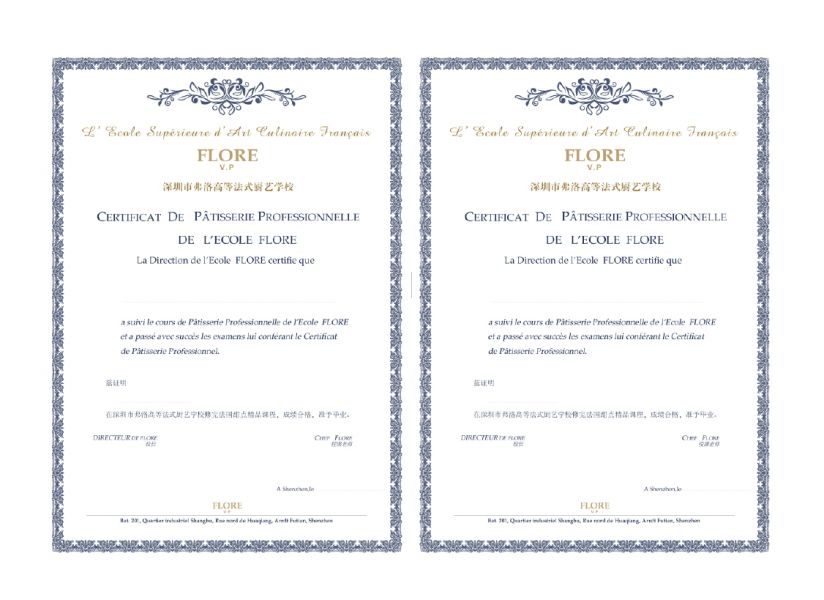 L' Ecole Supérieure d'Art Culinaire Français
FLORE
V.P
深圳市弗洛高等法式厨艺学校
CERTIFICAT DE PÂTISSERIE PROFESSIONNELLE
DE L'ECOLE FLORE
La Direction de l'Ecole FLORE certifie que
a suivi le cours de Pâtisserie Professionnelle de l'Ecole FLORE
et a passé avec succès les examens lui conférant le Certificat
de Pâtisserie Professionnel.
兹证明
在深圳市弗洛高等法式厨艺学校修完法国甜点精品课程，成绩合格，准予毕业。
DIRECTEUR DE FLORE CHEF FLORE
校长 授课老师
A Shenzhen,le
FLORE
V.P
Bat 201, Quartier industriel Shangbu, Rue nord de Huaqiang, Arrdt Futian, Shenzhen
L' Ecole Supérieure d'Art Culinaire Français
FLORE
V.P
深圳市弗洛高等法式厨艺学校
CERTIFICAT DE PÂTISSERIE PROFESSIONNELLE
DE L'ECOLE FLORE
La Direction de l'Ecole FLORE certifie que
a suivi le cours de Pâtisserie Professionnelle de l'Ecole FLORE
et a passé avec succès les examens lui conférant le Certificat
de Pâtisserie Professionnel.
兹证明
在深圳市弗洛高等法式厨艺学校修完法国甜点精品课程，成绩合格，准予毕业。
DIRECTEUR DE FLORE CHEF FLORE
校长 授课老师
A Shenzhen,le
FLORE
V.P
Bat 201, Quartier industriel Shangbu, Rue nord de Huaqiang, Arrdt Futian, Shenzhen